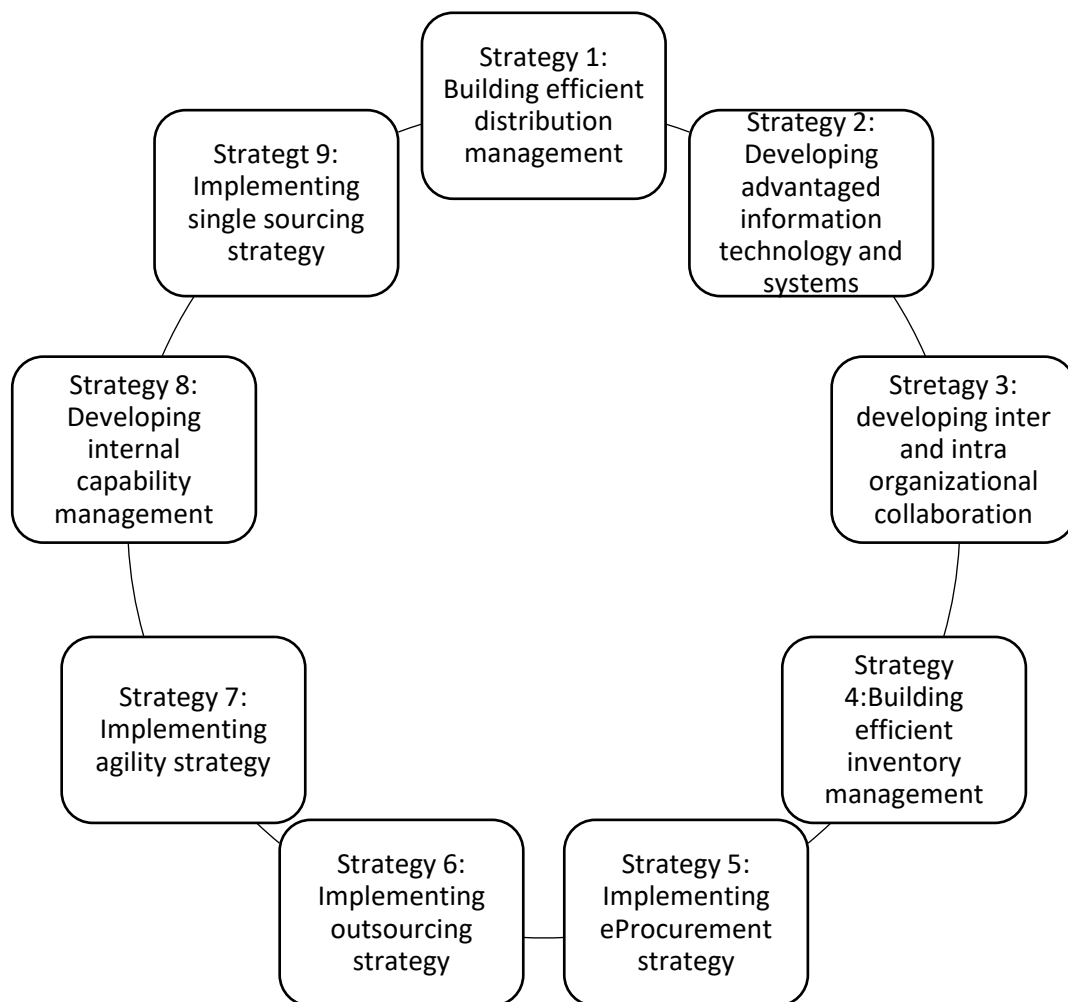 Strategy 1:
Building efficient
distribution
management
Strategy 2:
Developing
advantaged
information
technology and
systems
Stretagy 3:
developing inter
and intra
organizational
collaboration
Strategy
4:Building
efficient
inventory
management
Strategy 5:
Implementing
eProcurement
strategy
Strategy 6:
Implementing
outsourcing
strategy
Strategy 7:
Implementing
agility strategy
Strategy 8:
Developing
internal
capability
management
Strategt 9:
Implementing
single sourcing
strategy